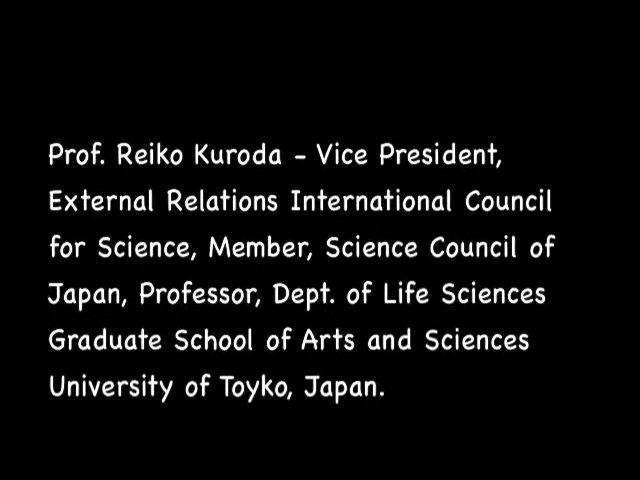 Prof. Reiko Kuroda - Vice President,
External Relations International Council
for Science, Member, Science Council of
Japan, Professor, Dept. of Life Sciences
Graduate School of Arts and Sciences
University of Toyko, Japan.